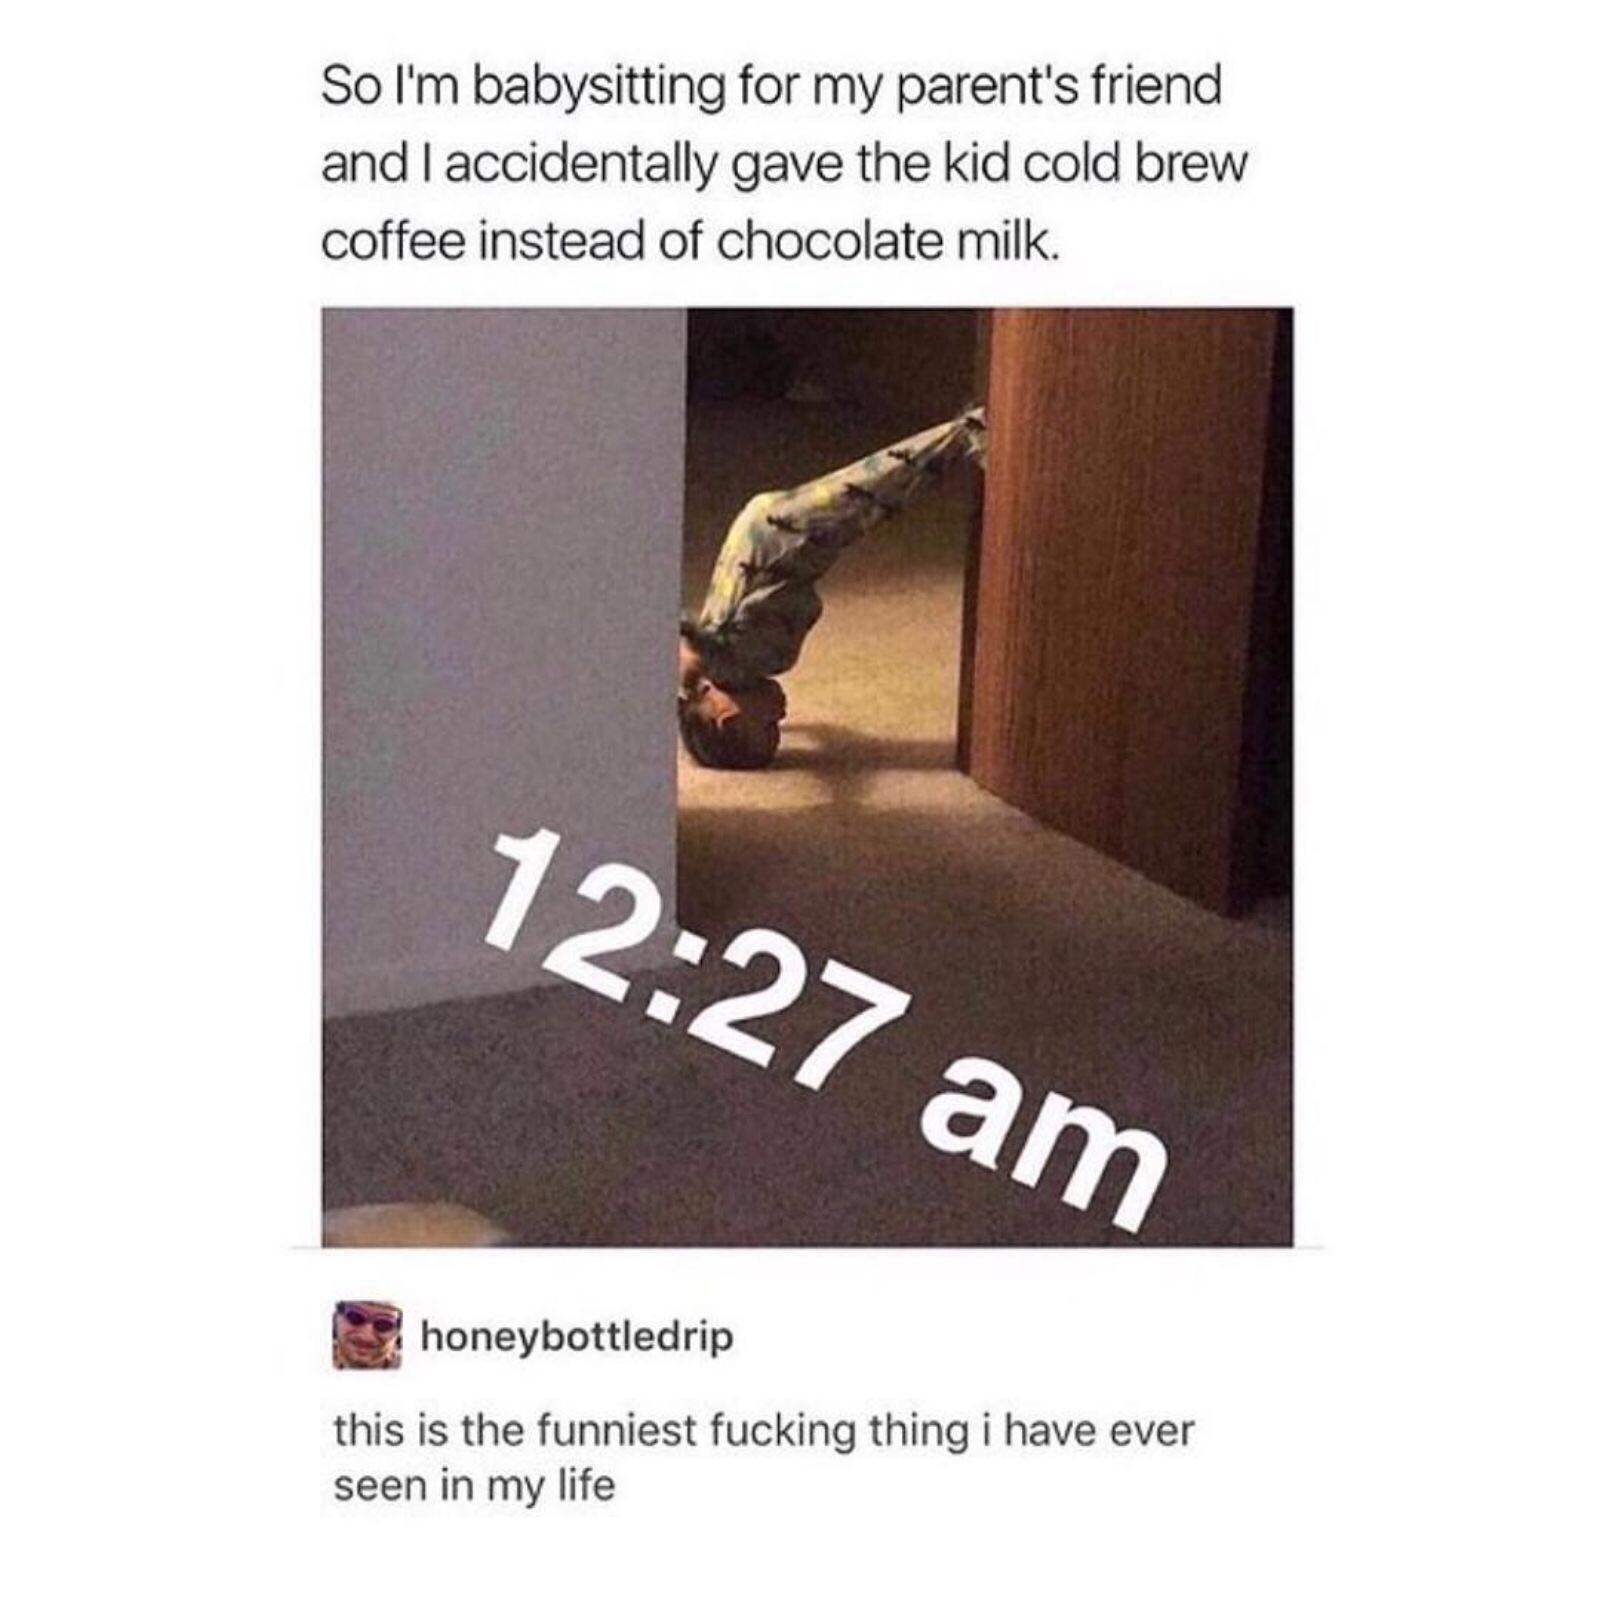 So I'm babysitting for my parent's friend
and I accidentally gave the kid cold brew
coffee instead of chocolate milk.
12:27 am
honeybottledrip
this is the funniest fucking thing i have ever
seen in my life